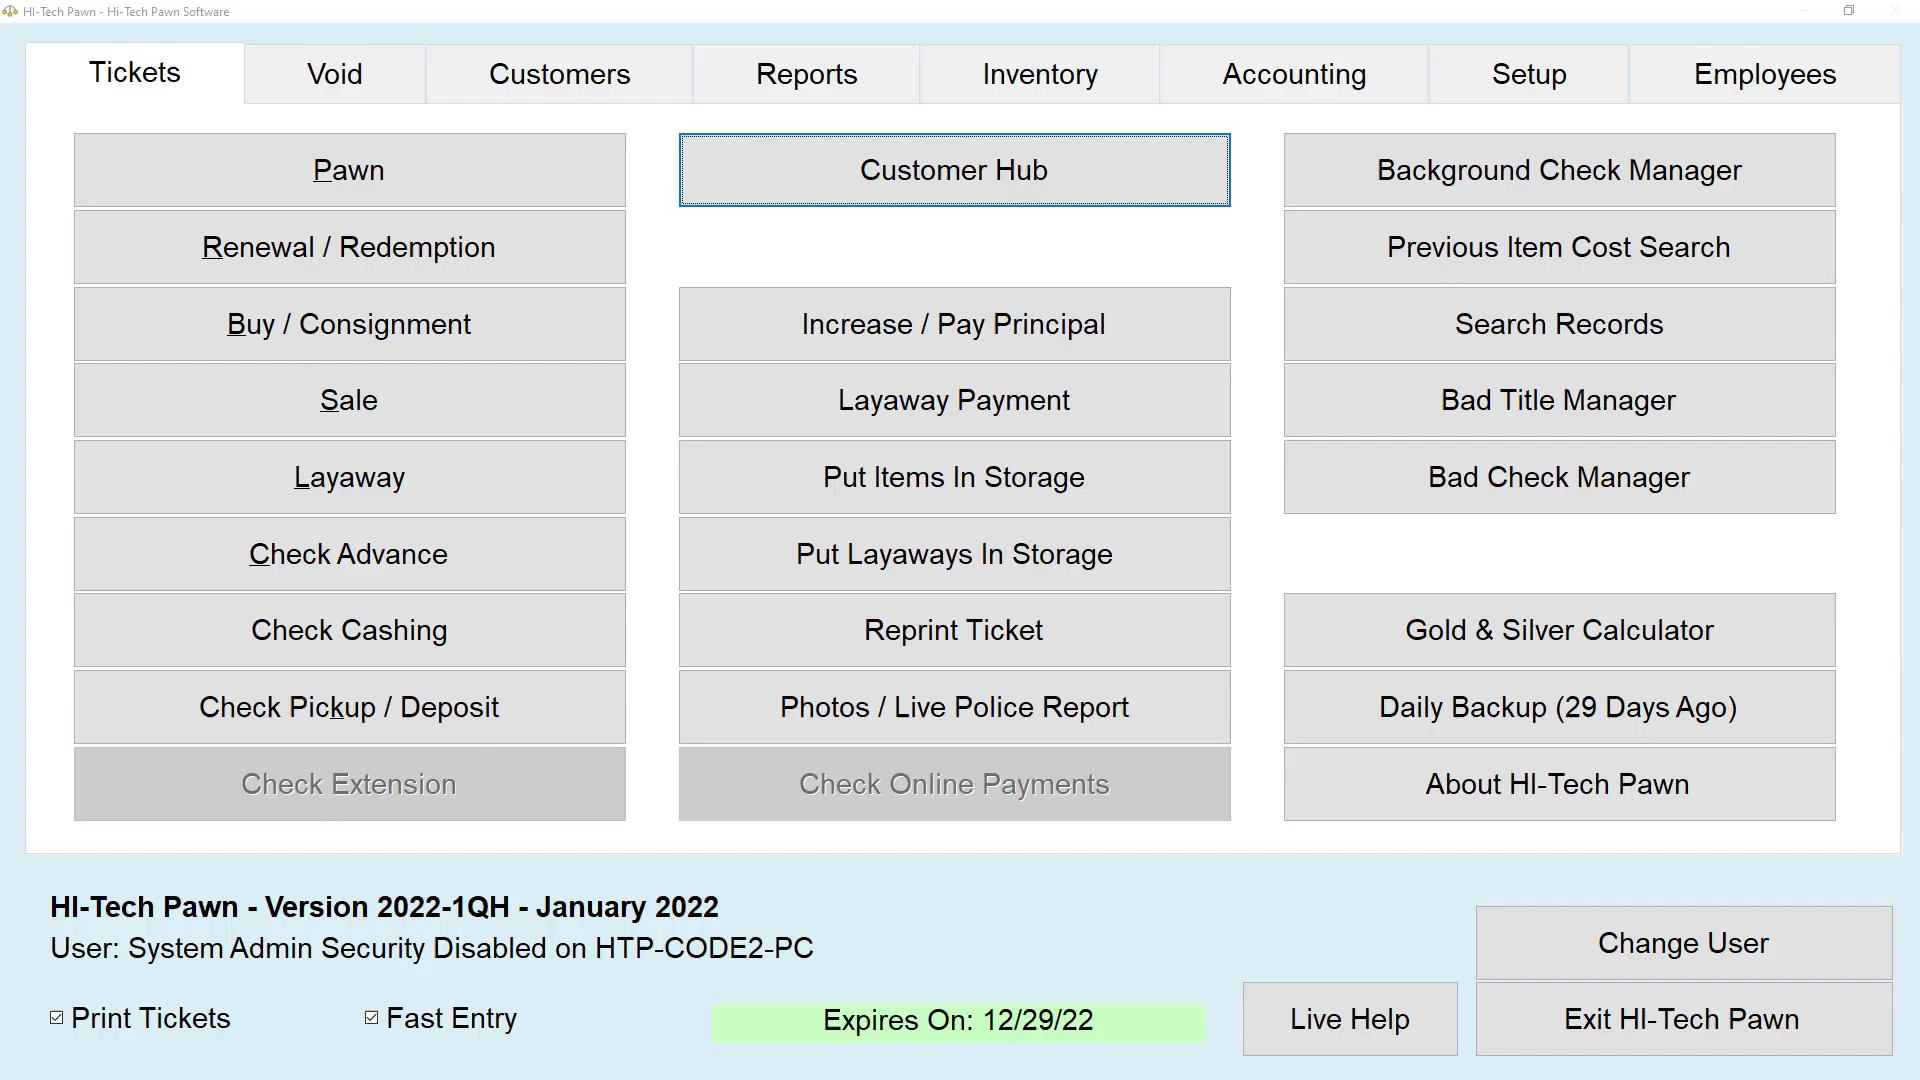 HI-Tech Pawn - Hi-Tech Pawn Software
Tickets
Void
Customers
Reports
Inventory
Accounting
Setup
Employees
Pawn
Renewal / Redemption
Buy / Consignment
Sale
Layaway
Check Advance
Check Cashing
Check Pickup / Deposit
Check Extension
Customer Hub
Increase / Pay Principal
Layaway Payment
Put Items In Storage
Put Layaways In Storage
Reprint Ticket
Photos / Live Police Report
Check Online Payments
Background Check Manager
Previous Item Cost Search
Search Records
Bad Title Manager
Bad Check Manager
Gold & Silver Calculator
Daily Backup (29 Days Ago)
About HI-Tech Pawn
HI-Tech Pawn - Version 2022-1QH - January 2022
User: System Admin Security Disabled on HTP-CODE2-PC
Print Tickets
Fast Entry
Expires On: 12/29/22
Live Help
Change User
Exit HI-Tech Pawn